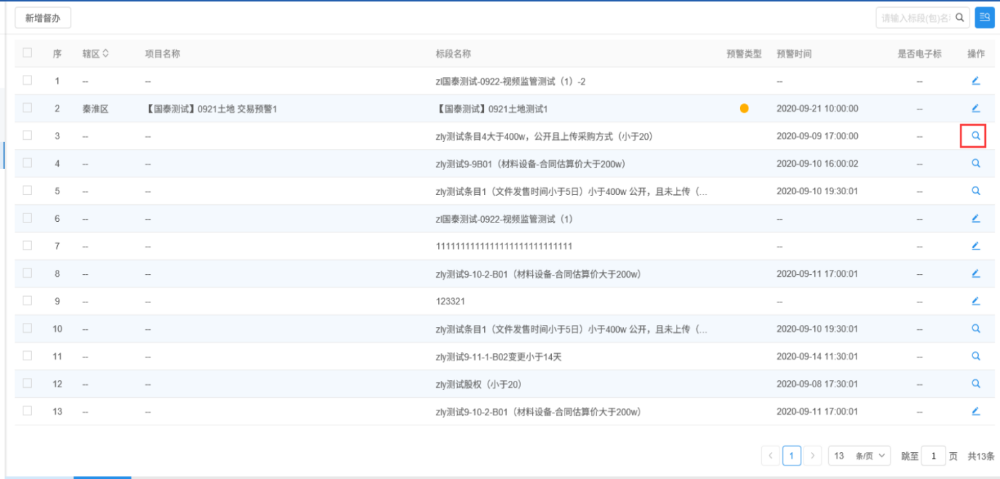 新增督办
请输入标段(包)名
序 辖区 项目名称 标段名称 预警类型 预警时间 是否电子标 操作
1 -- -- zl国泰测试-0922-视频监管测试（1）-2 -- --
2 秦淮区 【国泰测试】0921土地 交易预警1 【国泰测试】0921土地测试1 2020-09-21 10:00:00 --
3 -- -- zly测试条目4大于400w，公开且上传采购方式（小于20） 2020-09-09 17:00:00 --
4 -- -- zly测试9-9B01（材料设备-合同估算价大于200w） 2020-09-10 16:00:02 --
5 -- -- zly测试条目1（文件发售时间小于5日）小于400w 公开，且未上传（... 2020-09-10 19:30:01 --
6 -- -- zl国泰测试-0922-视频监管测试（1） -- --
7 -- -- 1111111111111111111111111111 -- --
8 -- -- zly测试9-10-2-B01（材料设备-合同估算价大于200w） 2020-09-11 17:00:01 --
9 -- -- 123321 -- --
10 -- -- zly测试条目1（文件发售时间小于5日）小于400w 公开，且未上传（... 2020-09-10 19:30:01 --
11 -- -- zly测试9-11-1-B02变更小于14天 2020-09-14 11:30:01 --
12 -- -- zly测试股权（小于20） 2020-09-08 17:30:01 --
13 -- -- zly测试9-10-2-B01（材料设备-合同估算价大于200w） 2020-09-11 17:00:01 --
1 13 条/页 跳至 1 页 共13条